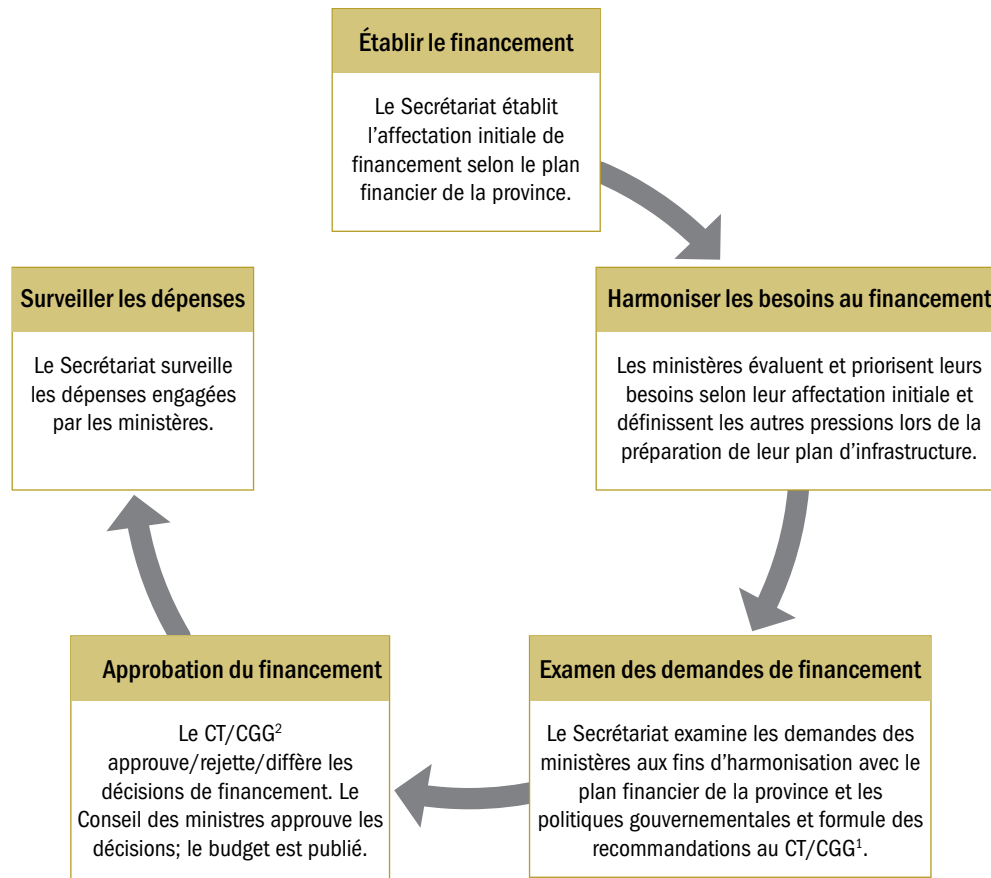 Établir le financement
Le Secrétariat établit
l'affectation initiale de
financement selon le plan
financier de la province.
Harmoniser les besoins au financement
Les ministères évaluent et priorisent leurs
besoins selon leur affectation initiale et
définissent les autres pressions lors de la
préparation de leur plan d'infrastructure.
Examen des demandes de financement
Le Secrétariat examine les demandes des
ministères aux fins d'harmonisation avec le
plan financier de la province et les
politiques gouvernementales et formule des
recommandations au CT/CGG¹.
Approbation du financement
Le CT/CGG²
approuve/rejette/diffère les
décisions de financement. Le
Conseil des ministres approuve les
décisions; le budget est publié.
Surveiller les dépenses
Le Secrétariat surveille
les dépenses engagées
par les ministères.